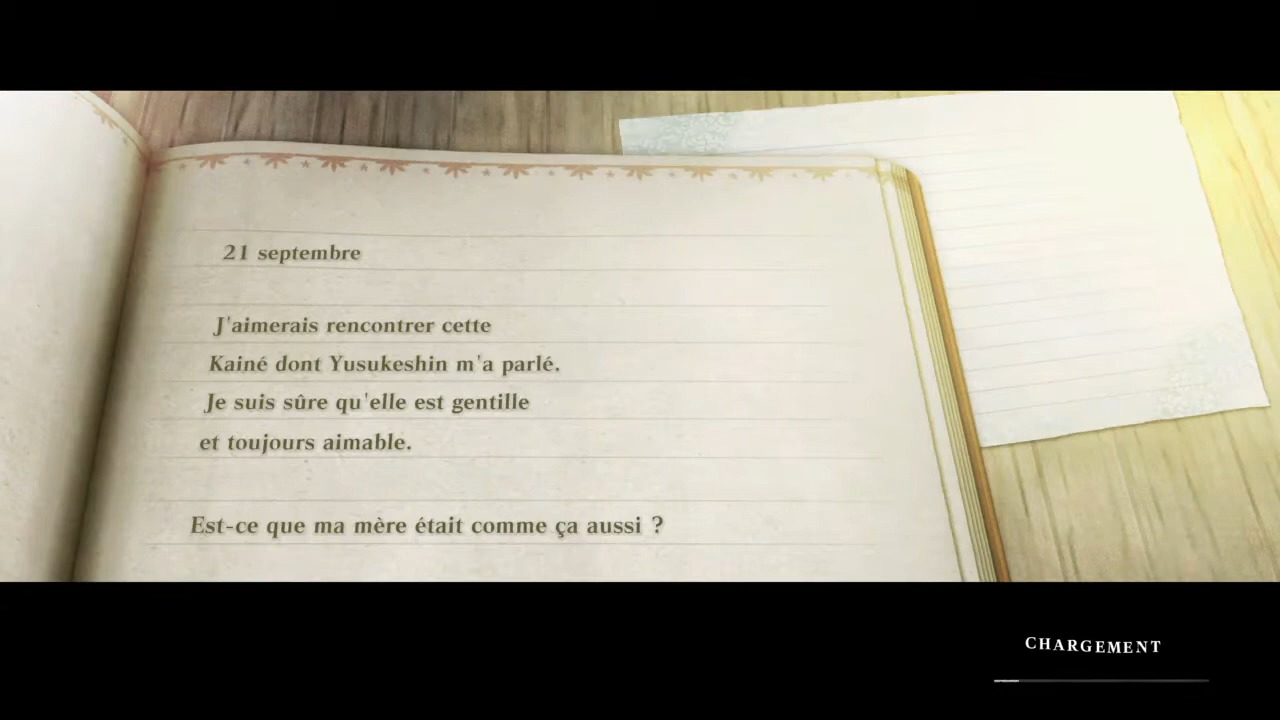 21 septembre
J'aimerais rencontrer cette
Kainé dont Yusukeshin m'a parlé.
Je suis sûre qu'elle est gentille
et toujours aimable.
Est-ce que ma mère était comme ça aussi ?
CHARGEMENT